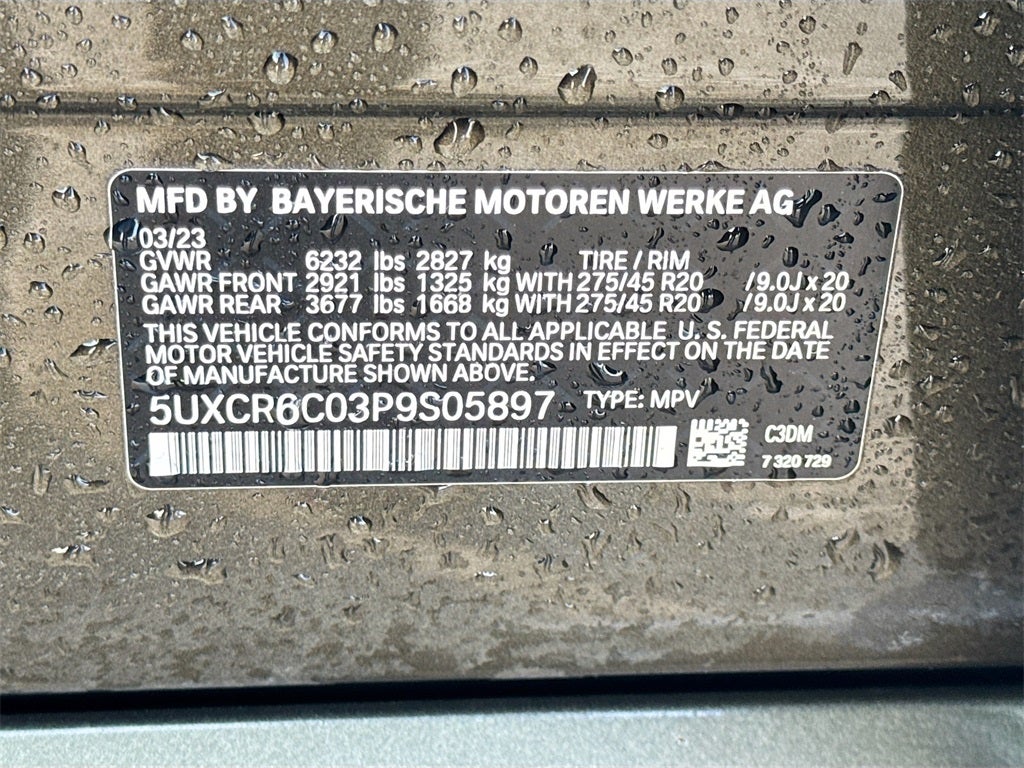 MFD BY BAYERISCHE MOTOREN WERKE AG
03/23
GVWR 6232 lbs 2827 kg TIRE / RIM
GAWR FRONT 2921 lbs 1325 kg WITH 275/45 R20 / 9.0J x 20
GAWR REAR 3677 lbs 1668 kg WITH 275/45 R20 / 9.0J x 20
THIS VEHICLE CONFORMS TO ALL APPLICABLE U. S. FEDERAL
MOTOR VEHICLE SAFETY STANDARDS IN EFFECT ON THE DATE
OF MANUFACTURE SHOWN ABOVE.
5UXCR6C03P9S05897 TYPE: MPV
C3DM
7 320 729